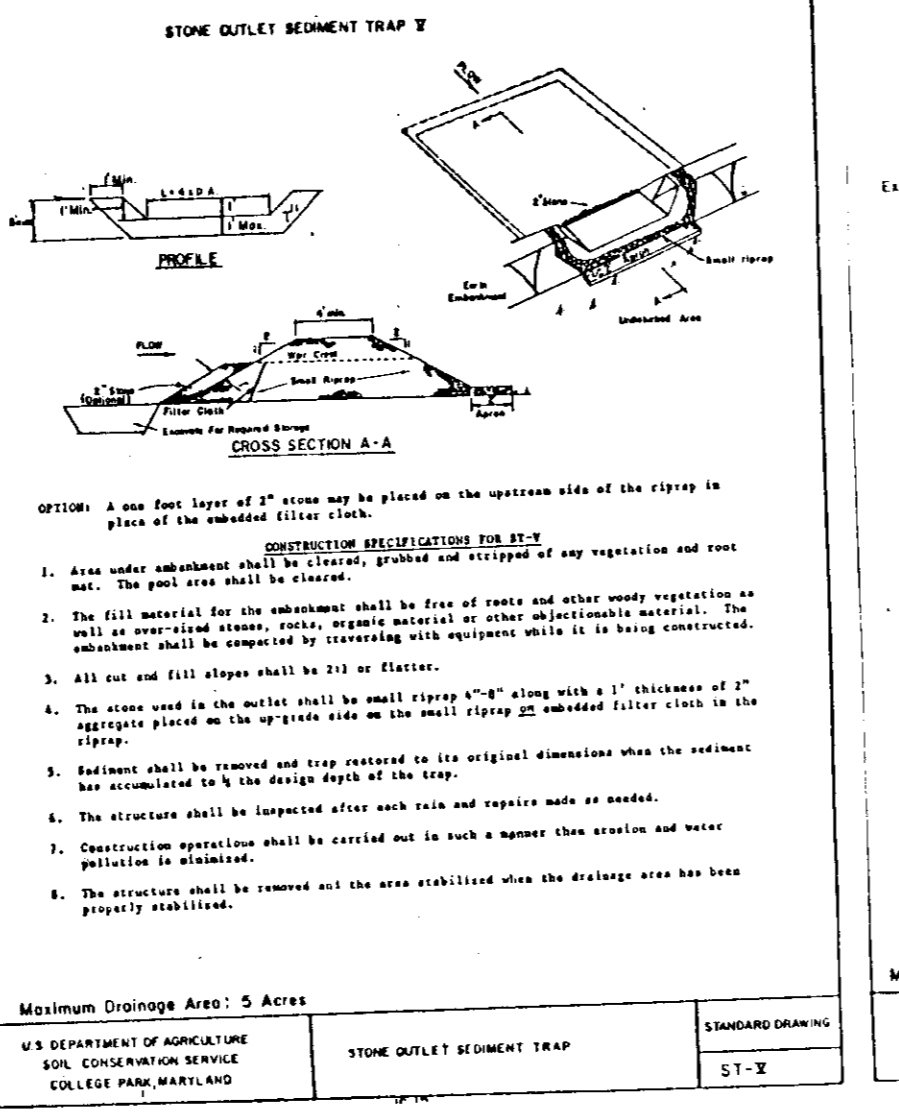 STONE OUTLET SEDIMENT TRAP V
FLOW
A
1' Min.
L=4xD.A.
1' Min.
1'
1' Max.
PROFILE
2" Stone
Apron
Small riprap
Earth
Embankment
A
Undisturbed Area
4' min.
FLOW
2
2
Weir Crest
2" Stone
(Optional)
Small Riprap
Filter Cloth
Apron
Excavate For Required Storage
CROSS SECTION A-A
OPTION: A one foot layer of 2" stone may be placed on the upstream side of the riprap in
place of the embedded filter cloth.
CONSTRUCTION SPECIFICATIONS FOR ST-V
1. Area under embankment shall be cleared, grubbed and stripped of any vegetation and root
mat. The pool area shall be cleared.
2. The fill material for the embankment shall be free of roots and other woody vegetation as
well as over-sized stones, rocks, organic material or other objectionable material. The
embankment shall be compacted by traversing with equipment while it is being constructed.
3. All cut and fill slopes shall be 2:1 or flatter.
4. The stone used in the outlet shall be small riprap 4"-8" along with a 1' thickness of 2"
aggregate placed on the up-grade side on the small riprap or embedded filter cloth in the
riprap.
5. Sediment shall be removed and trap restored to its original dimensions when the sediment
has accumulated to the design depth of the trap.
6. The structure shall be inspected after each rain and repairs made as needed.
7. Construction operations shall be carried out in such a manner than erosion and water
pollution is minimized.
8. The structure shall be removed and the area stabilized when the drainage area has been
properly stabilized.
Maximum Drainage Area: 5 Acres
U.S DEPARTMENT OF AGRICULTURE
SOIL CONSERVATION SERVICE
COLLEGE PARK, MARYLAND
STONE OUTLET SEDIMENT TRAP
STANDARD DRAWING
ST-V
Ex
M